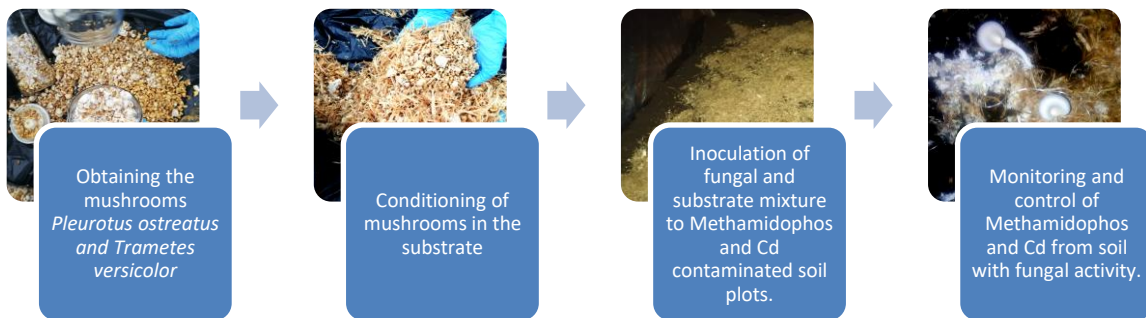 Obtaining the
mushrooms
Pleurotus ostreatus
and Trametes
versicolor
Conditioning of
mushrooms in the
substrate
Inoculation of
fungal and
substrate mixture
to Methamidophos
and Cd
contaminated soil
plots.
Monitoring and
control of
Methamidophos
and Cd from soil
with fungal activity.